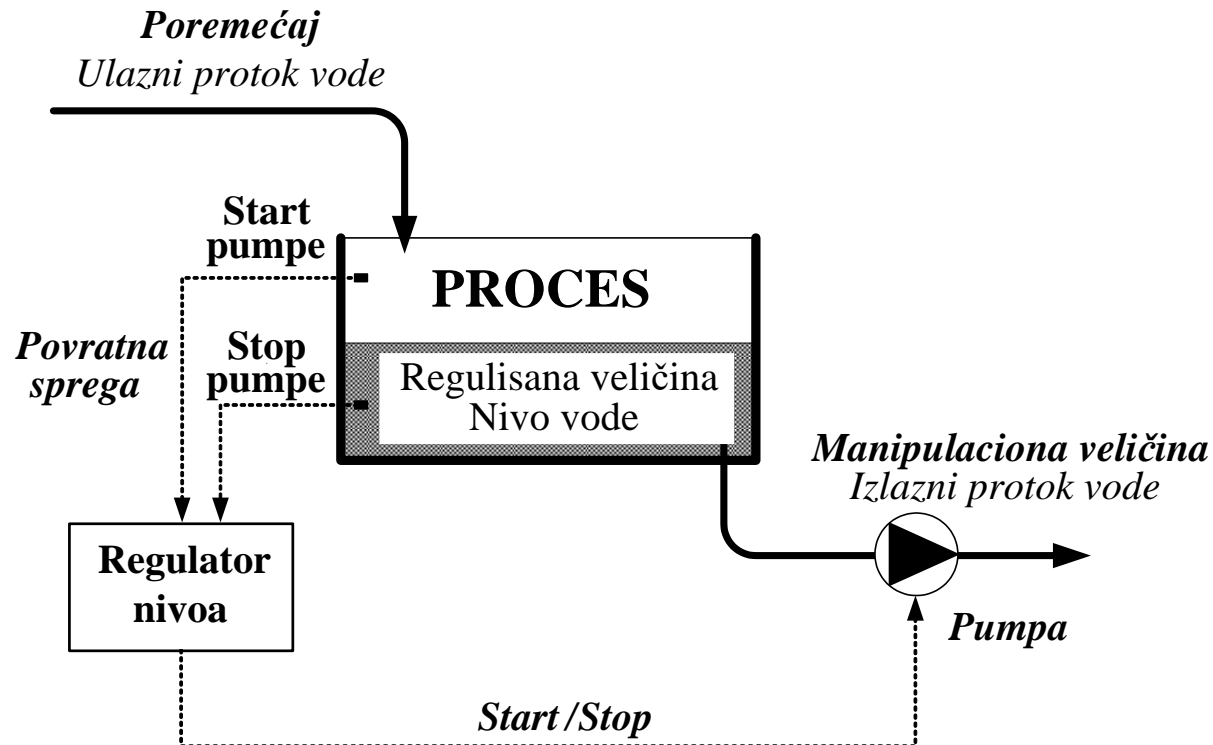 Poremećaj
Ulazni protok vode
Start
pumpe
PROCES
Povratna
sprega
Stop
pumpe
Regulisana veličina
Nivo vode
Manipulaciona veličina
Izlazni protok vode
Regulator
nivoa
Pumpa
Start /Stop